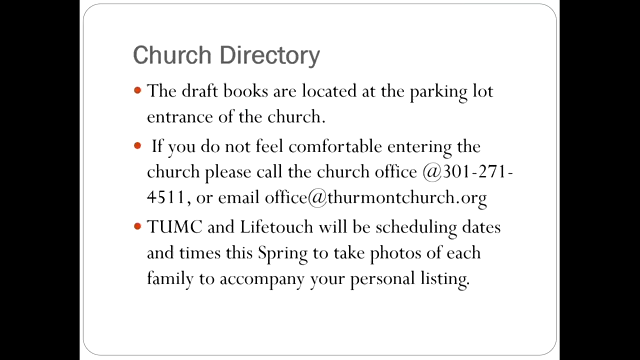 Church Directory
• The draft books are located at the parking lot
entrance of the church.
• If you do not feel comfortable entering the
church please call the church office @301-271-
4511, or email office@thurmontchurch.org
• TUMC and Lifetouch will be scheduling dates
and times this Spring to take photos of each
family to accompany your personal listing.